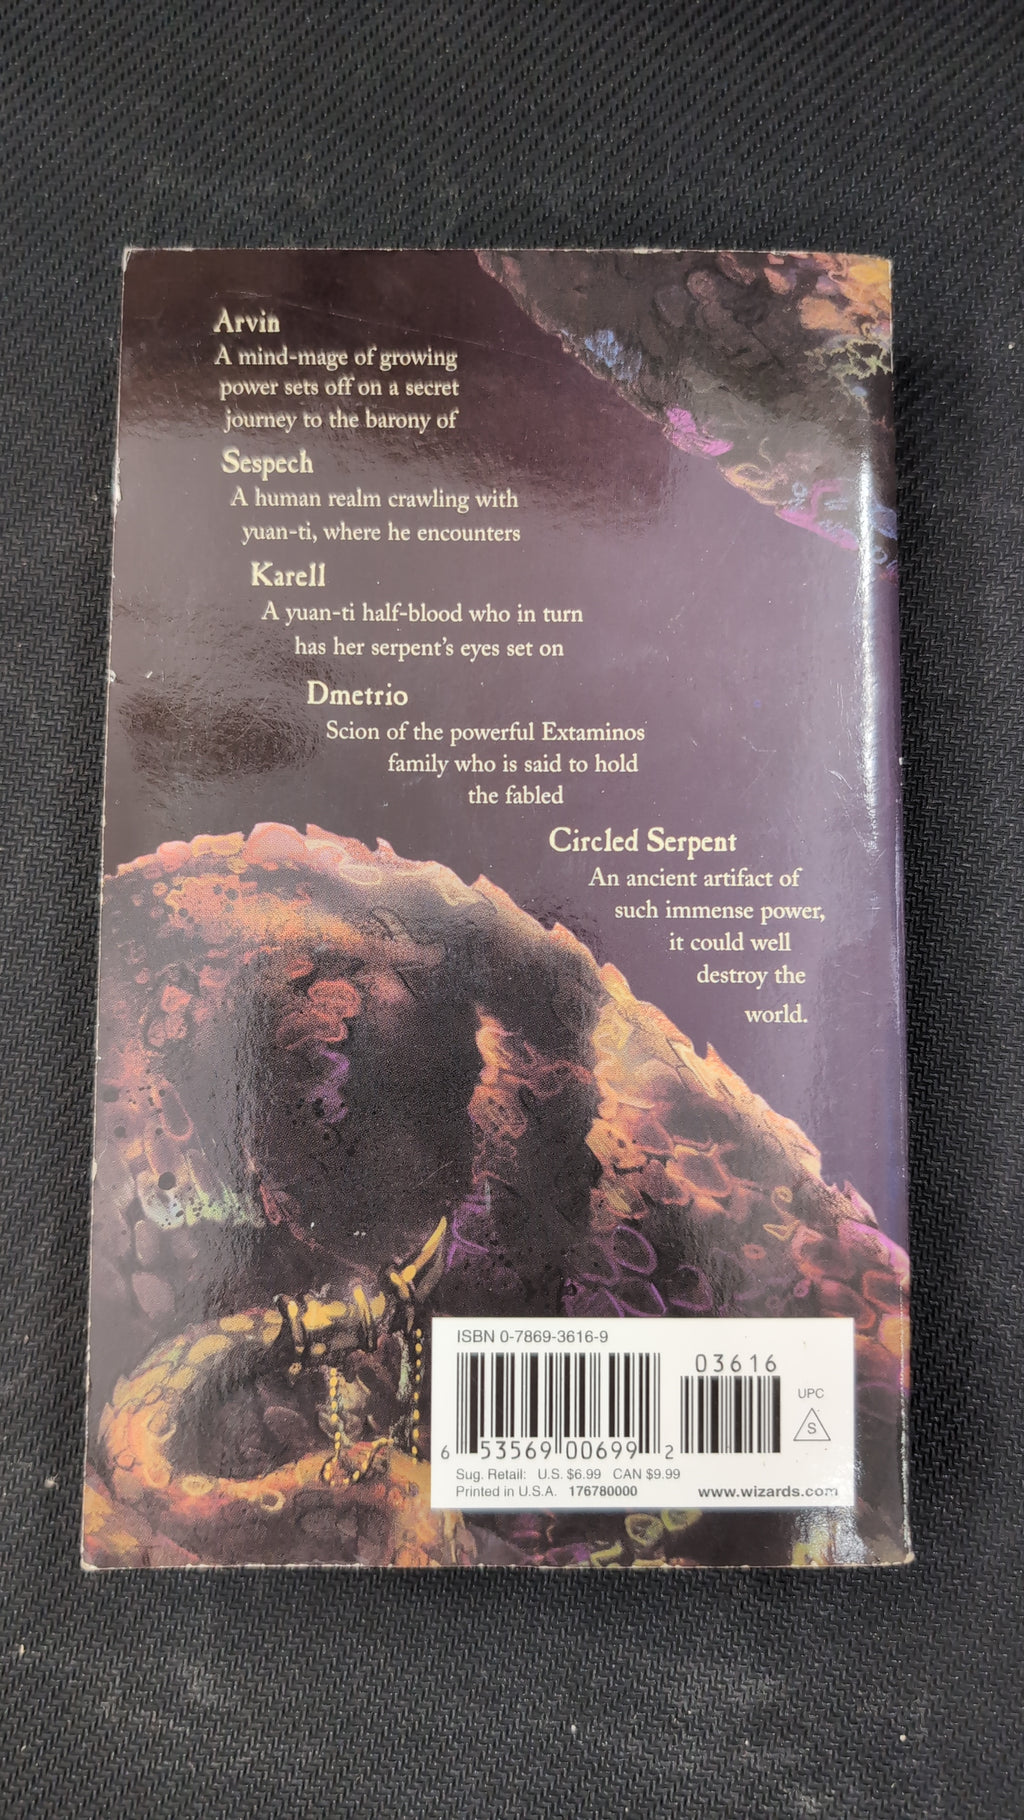 Arvin
A mind-mage of growing
power sets off on a secret
journey to the barony of
Sespech
A human realm crawling with
yuan-ti, where he encounters
Karell
A yuan-ti half-blood who in turn
has her serpent's eyes set on
Dmetrio
Scion of the powerful Extaminos
family who is said to hold
the fabled
Circled Serpent
An ancient artifact of
such immense power,
it could well
destroy the
world.
ISBN 0-7869-3616-9
03616
UPC
S
6 53569 00699 2
Sug. Retail: U.S. $6.99 CAN $9.99
Printed in U.S.A. 176780000 www.wizards.com